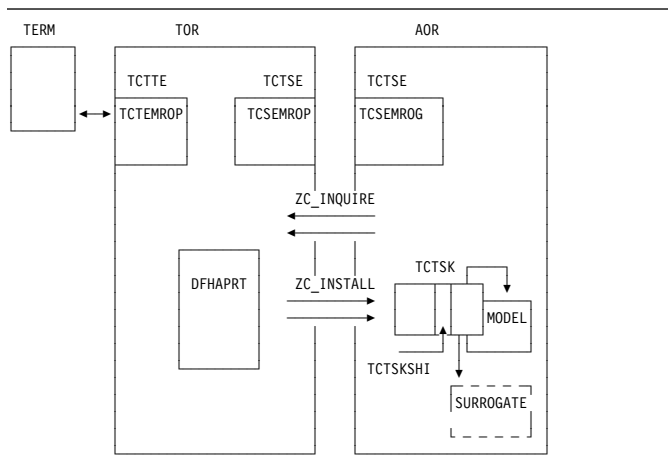 TERM TOR AOR
TCTTE TCTSE TCTSE
TCTEMROP TCSEMROP TCSEMROG
ZC_INQUIRE
TCTSK
DFHAPRT ZC_INSTALL
MODEL
TCTSKSHI
SURROGATE